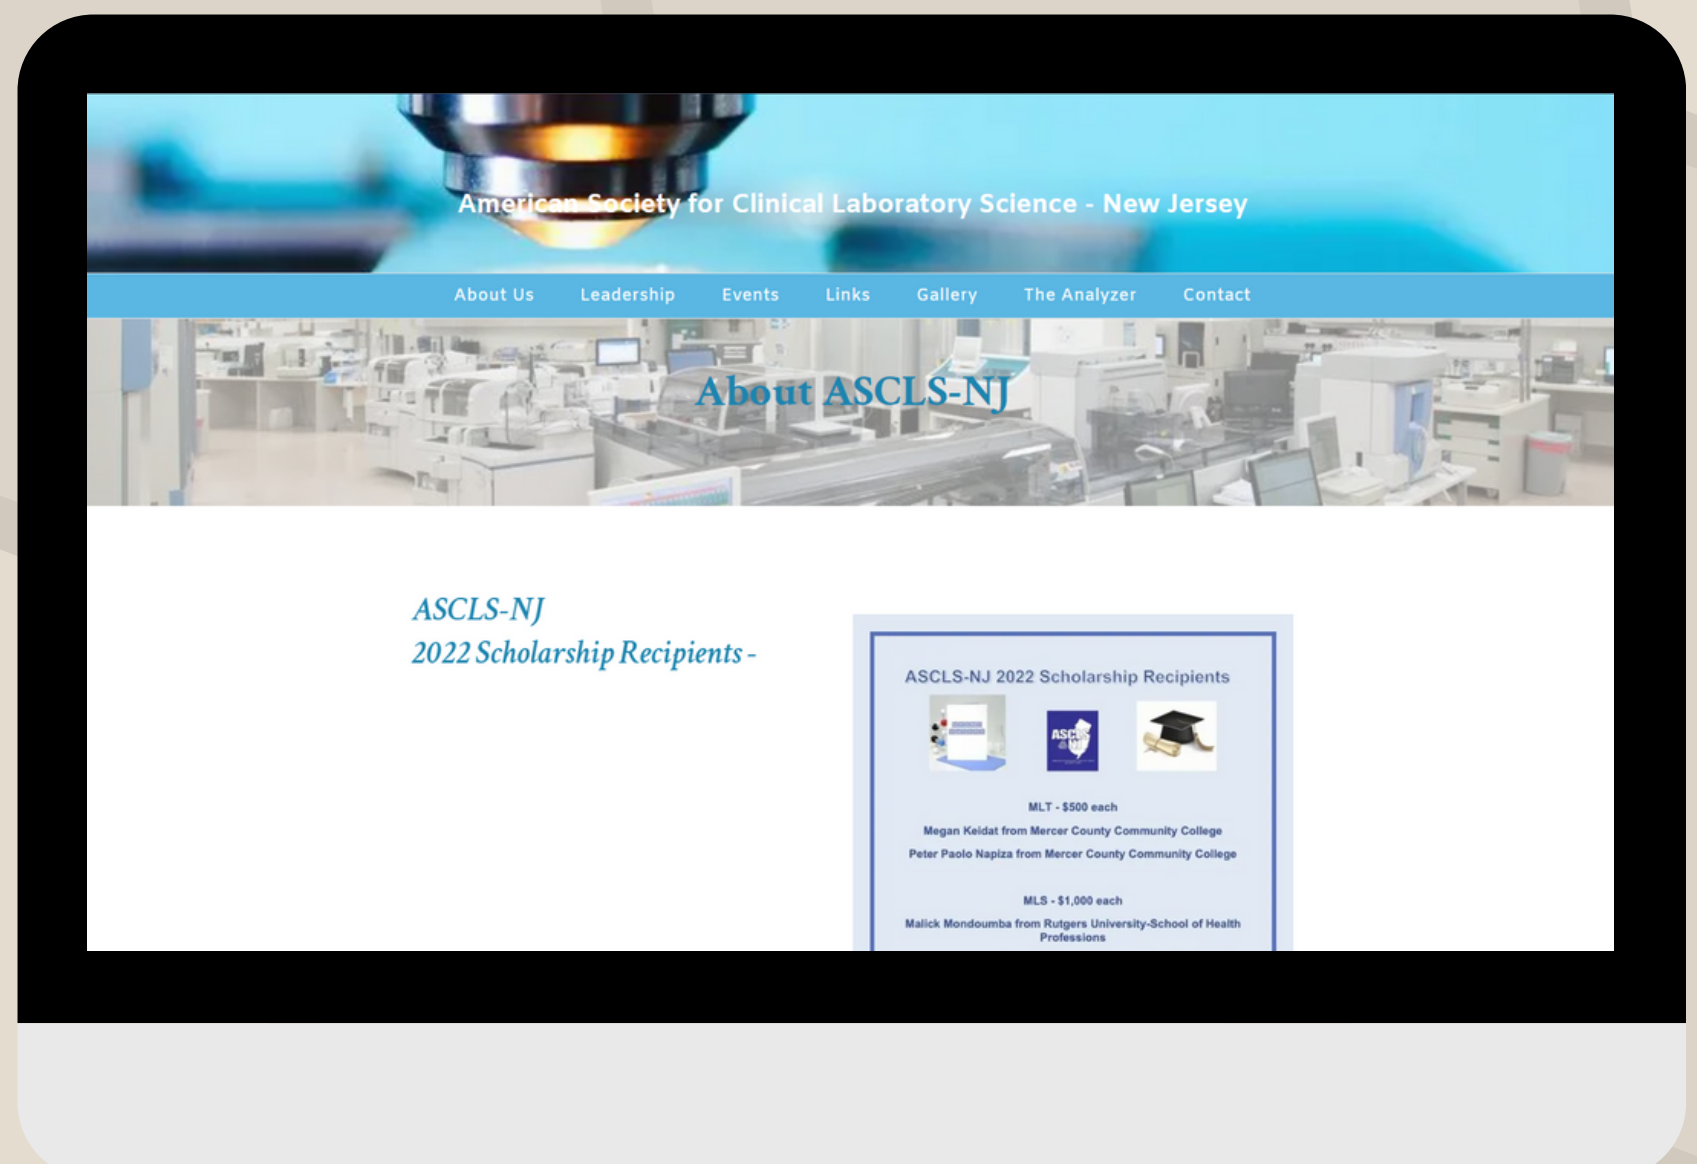 American Society for Clinical Laboratory Science - New Jersey
About Us Leadership Events Links Gallery The Analyzer Contact
About ASCLS-NJ
ASCLS-NJ
2022 Scholarship Recipients -
ASCLS-NJ 2022 Scholarship Recipients
ASCLS
NJ
MLT - $500 each
Megan Keidat from Mercer County Community College
Peter Paolo Napiza from Mercer County Community College
MLS - $1,000 each
Malick Mondoumba from Rutgers University-School of Health
Professions